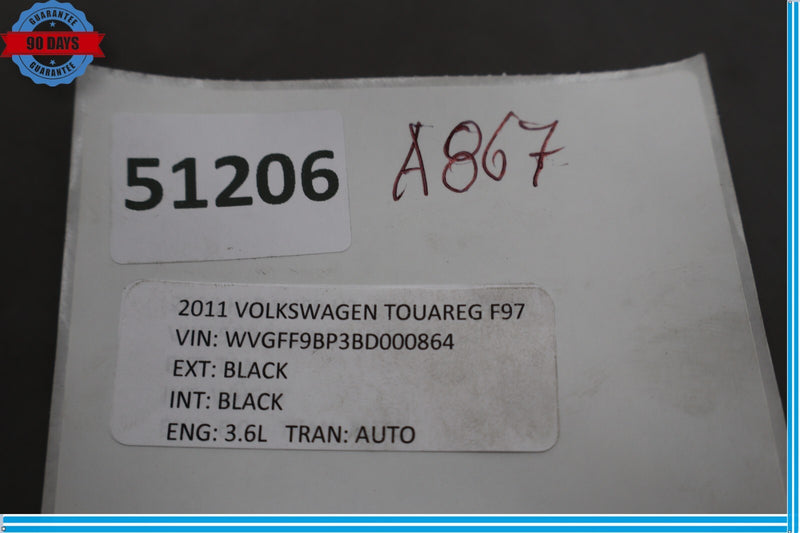 GUARANTEE
90 DAYS
GUARANTEE
51206
A867
2011 VOLKSWAGEN TOUAREG F97
VIN: WVGFF9BP3BD000864
EXT: BLACK
INT: BLACK
ENG: 3.6L TRAN: AUTO